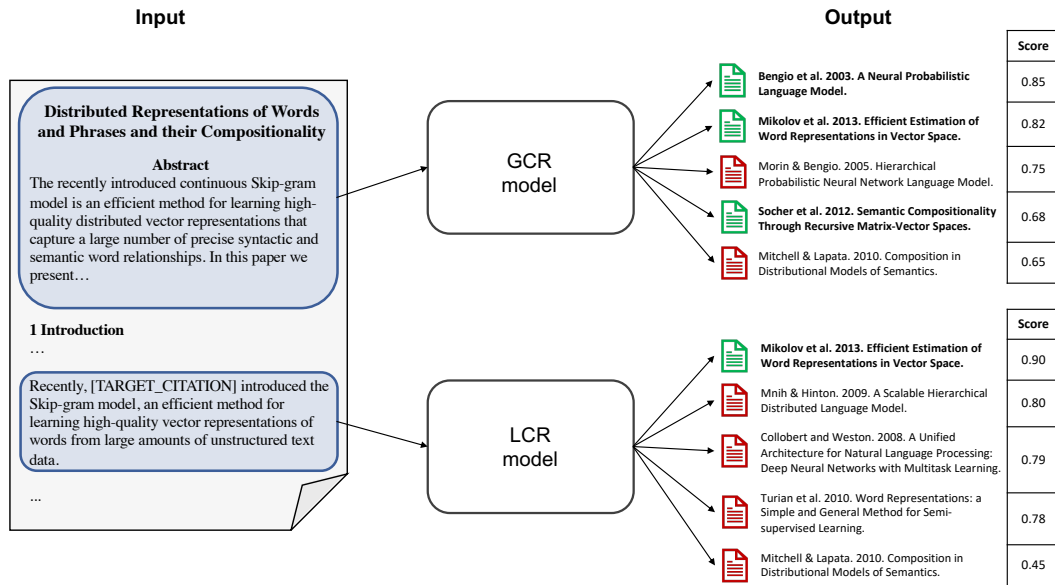 Input
Output
Distributed Representations of Words
and Phrases and their Compositionality
Abstract
The recently introduced continuous Skip-gram
model is an efficient method for learning high-
quality distributed vector representations that
capture a large number of precise syntactic and
semantic word relationships. In this paper we
present…
1 Introduction
…
Recently, [TARGET_CITATION] introduced the
Skip-gram model, an efficient method for
learning high-quality vector representations of
words from large amounts of unstructured text
data.
...
GCR
model
LCR
model
Score
Bengio et al. 2003. A Neural Probabilistic
Language Model.
0.85
Mikolov et al. 2013. Efficient Estimation of
Word Representations in Vector Space.
0.82
Morin & Bengio. 2005. Hierarchical
Probabilistic Neural Network Language Model.
0.75
Socher et al. 2012. Semantic Compositionality
Through Recursive Matrix-Vector Spaces.
0.68
Mitchell & Lapata. 2010. Composition in
Distributional Models of Semantics.
0.65
Score
Mikolov et al. 2013. Efficient Estimation of
Word Representations in Vector Space.
0.90
Mnih & Hinton. 2009. A Scalable Hierarchical
Distributed Language Model.
0.80
Collobert and Weston. 2008. A Unified
Architecture for Natural Language Processing:
Deep Neural Networks with Multitask Learning.
0.79
Turian et al. 2010. Word Representations: a
Simple and General Method for Semi-
supervised Learning.
0.78
Mitchell & Lapata. 2010. Composition in
Distributional Models of Semantics.
0.45